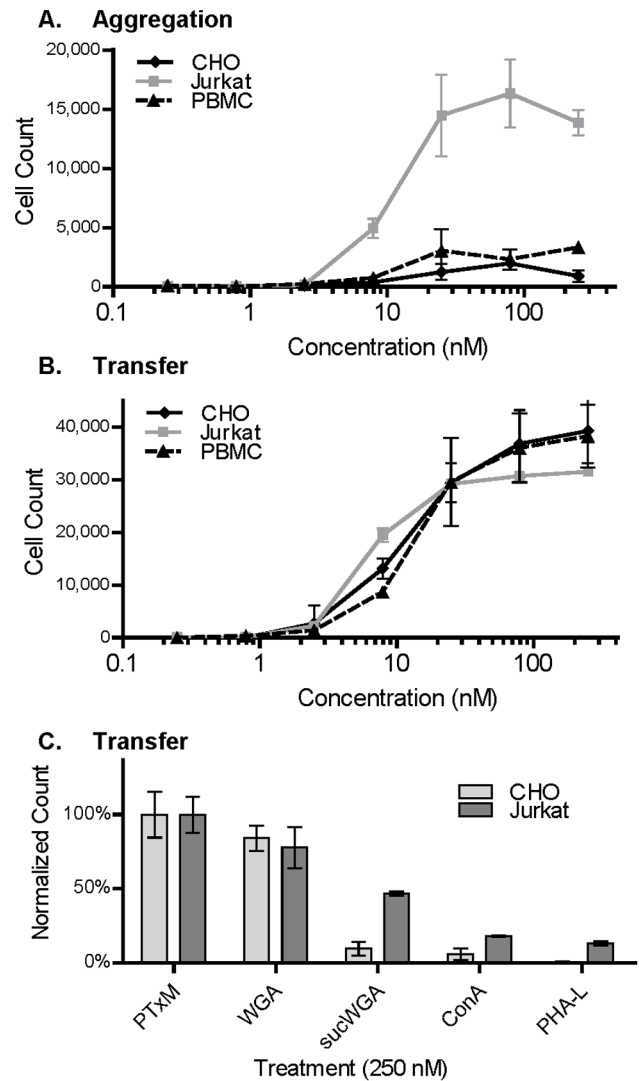 A. Aggregation
20,000
15,000
10,000
5,000
0
Cell Count
CHO
Jurkat
PBMC
0.1 1 10 100
Concentration (nM)
B. Transfer
40,000
30,000
20,000
10,000
0
Cell Count
CHO
Jurkat
PBMC
0.1 1 10 100
Concentration (nM)
C. Transfer
100%
50%
0%
Normalized Count
CHO
Jurkat
PTxM
WGA
sucWGA
ConA
PHA-L
Treatment (250 nM)